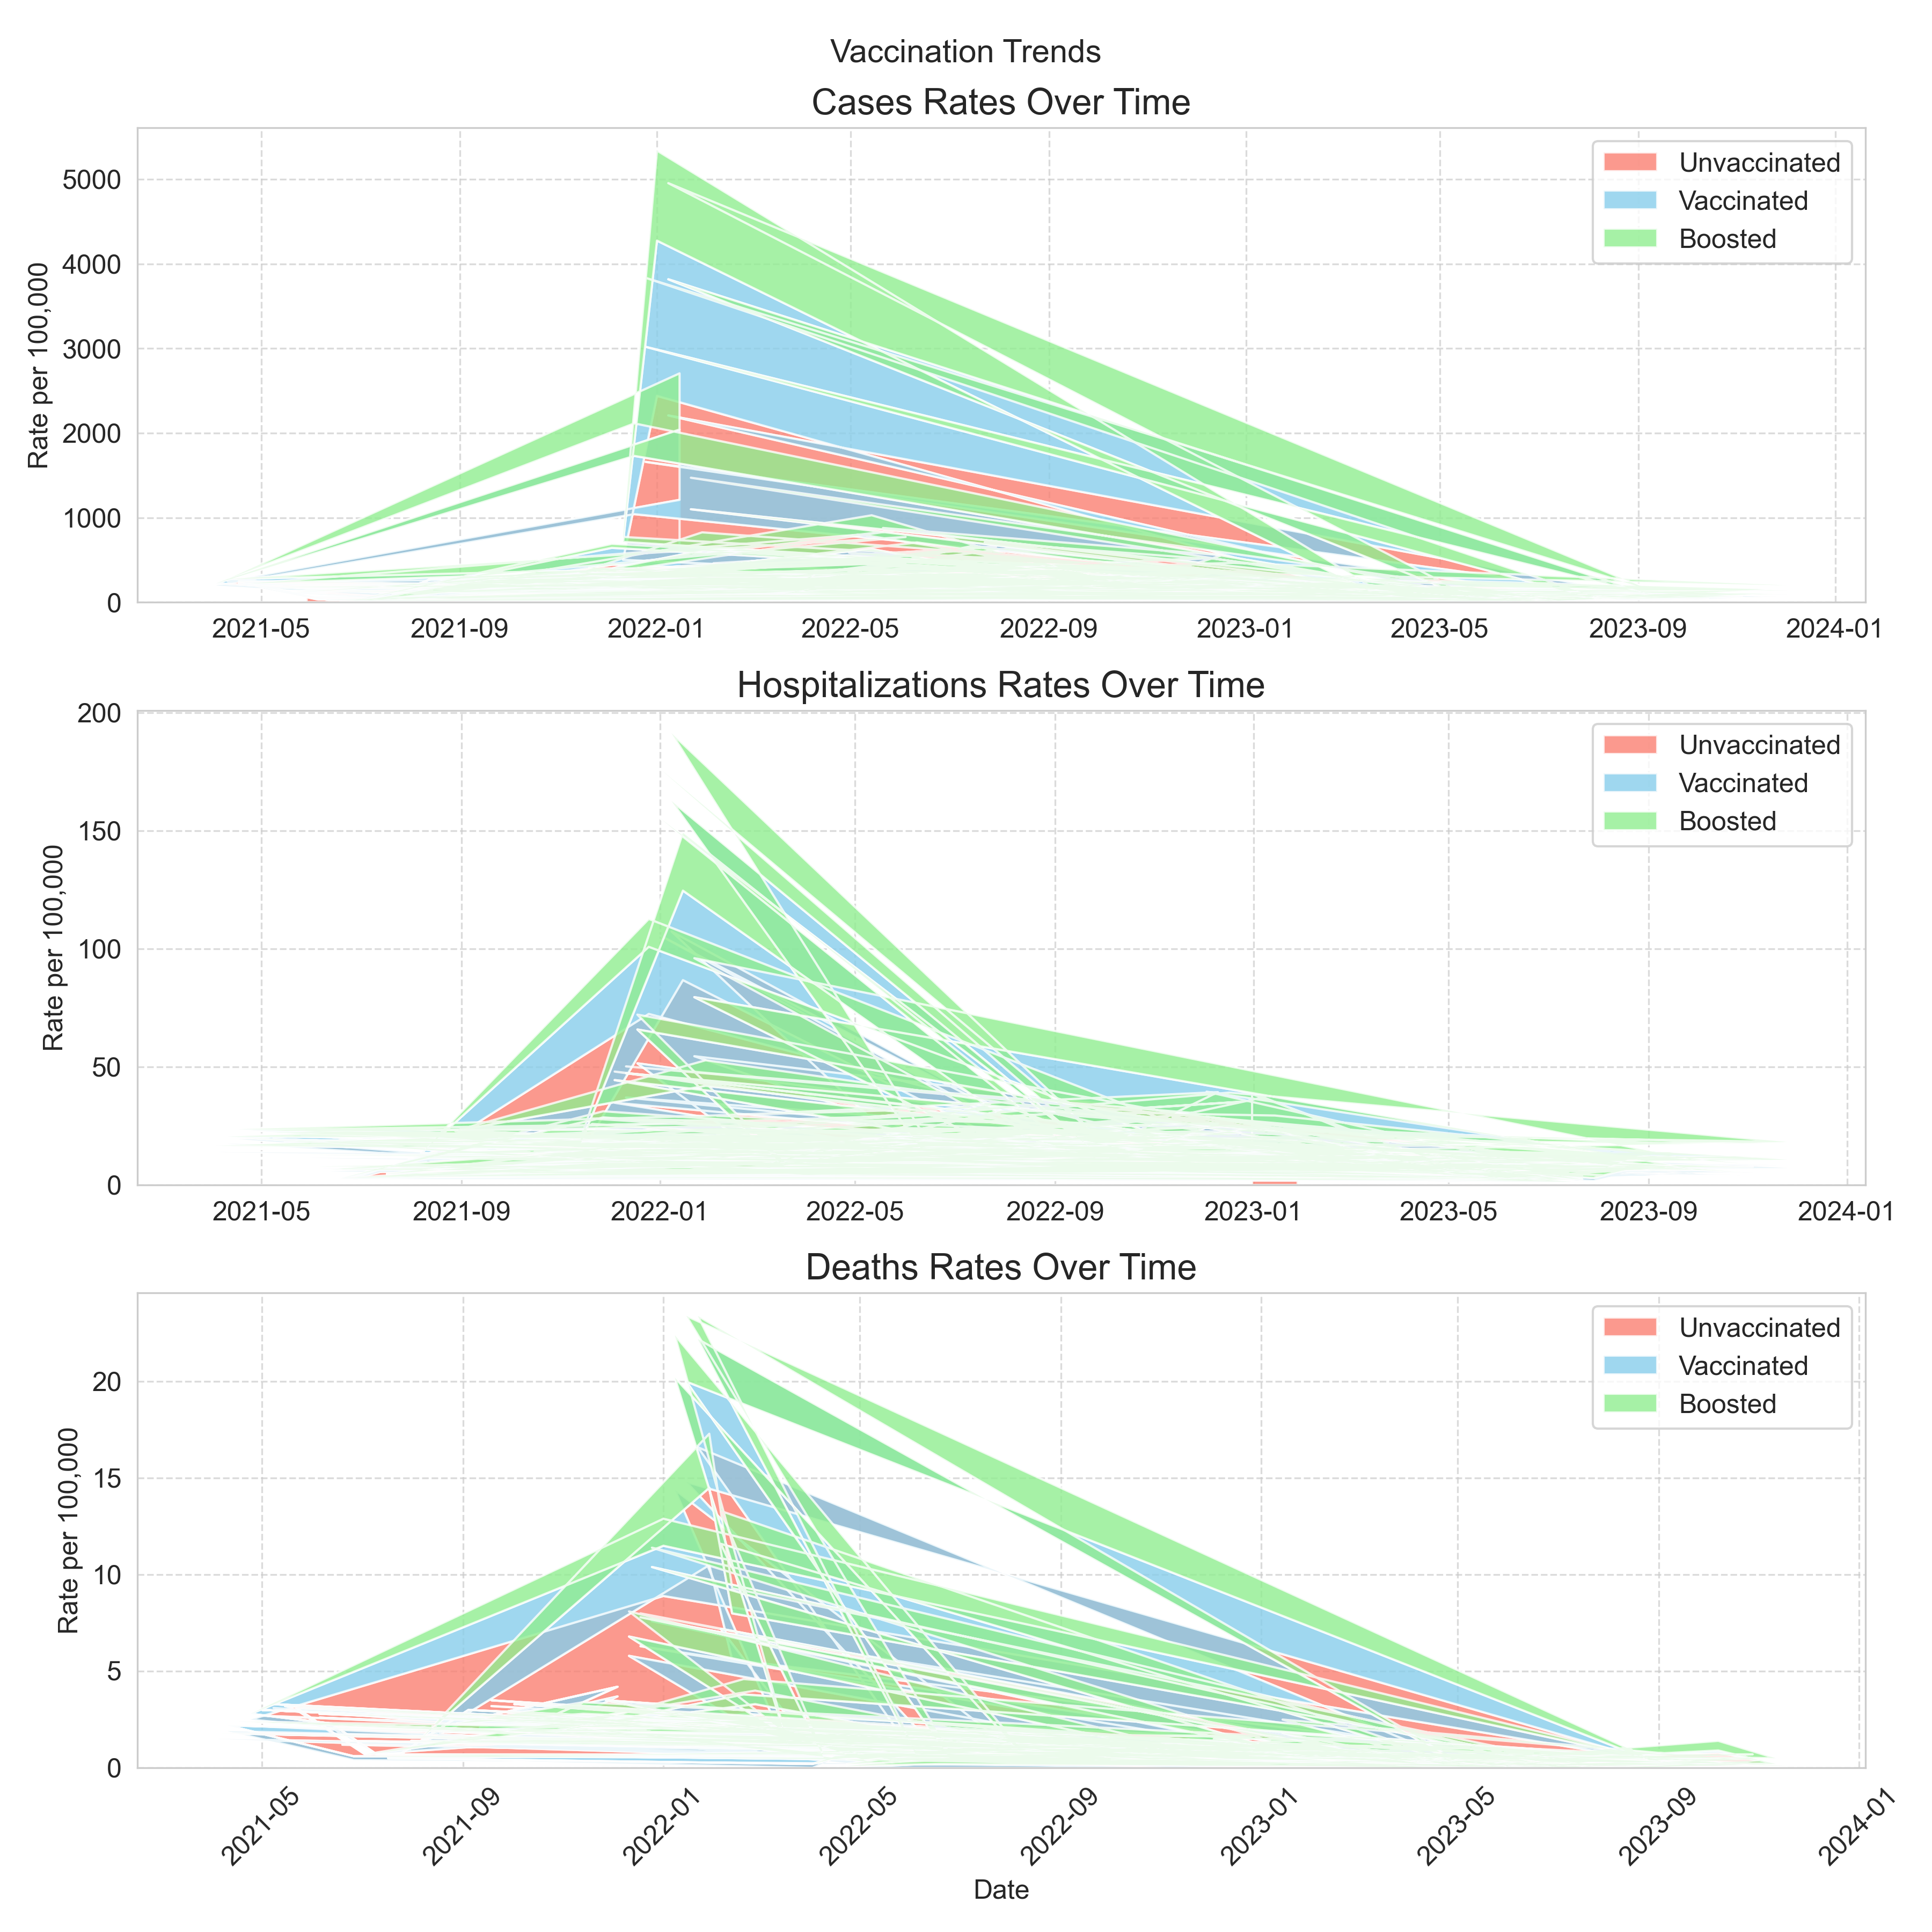 Vaccination Trends
Cases Rates Over Time
Rate per 100,000
5000
4000
3000
2000
1000
0
Unvaccinated
Vaccinated
Boosted
2021-05 2021-09 2022-01 2022-05 2022-09 2023-01 2023-05 2023-09 2024-01
Hospitalizations Rates Over Time
Rate per 100,000
200
150
100
50
0
Unvaccinated
Vaccinated
Boosted
2021-05 2021-09 2022-01 2022-05 2022-09 2023-01 2023-05 2023-09 2024-01
Deaths Rates Over Time
Rate per 100,000
20
15
10
5
0
Unvaccinated
Vaccinated
Boosted
2021-05 2021-09 2022-01 2022-05 2022-09 2023-01 2023-05 2023-09 2024-01
Date